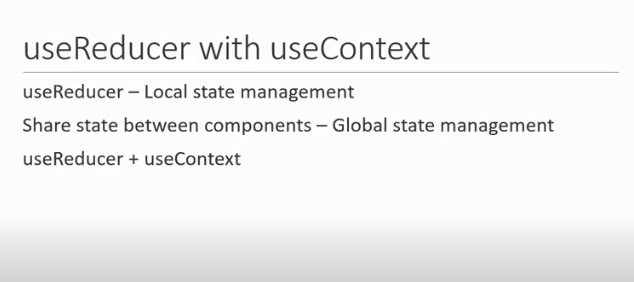 useReducer with useContext
useReducer – Local state management
Share state between components – Global state management
useReducer + useContext